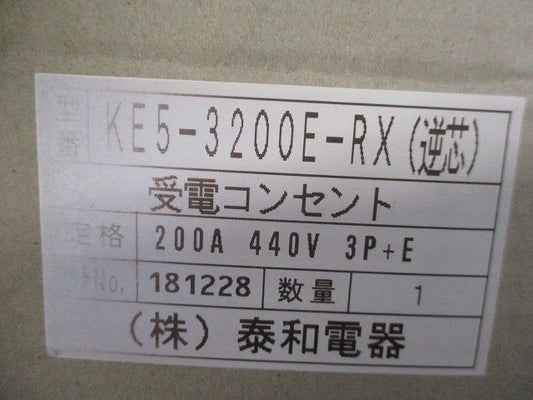 型番 KE5-3200E-RX(逆芯)
受電コンセント
定格 200A 440V 3P+E
No. 181228 数量 1
(株)泰和電器